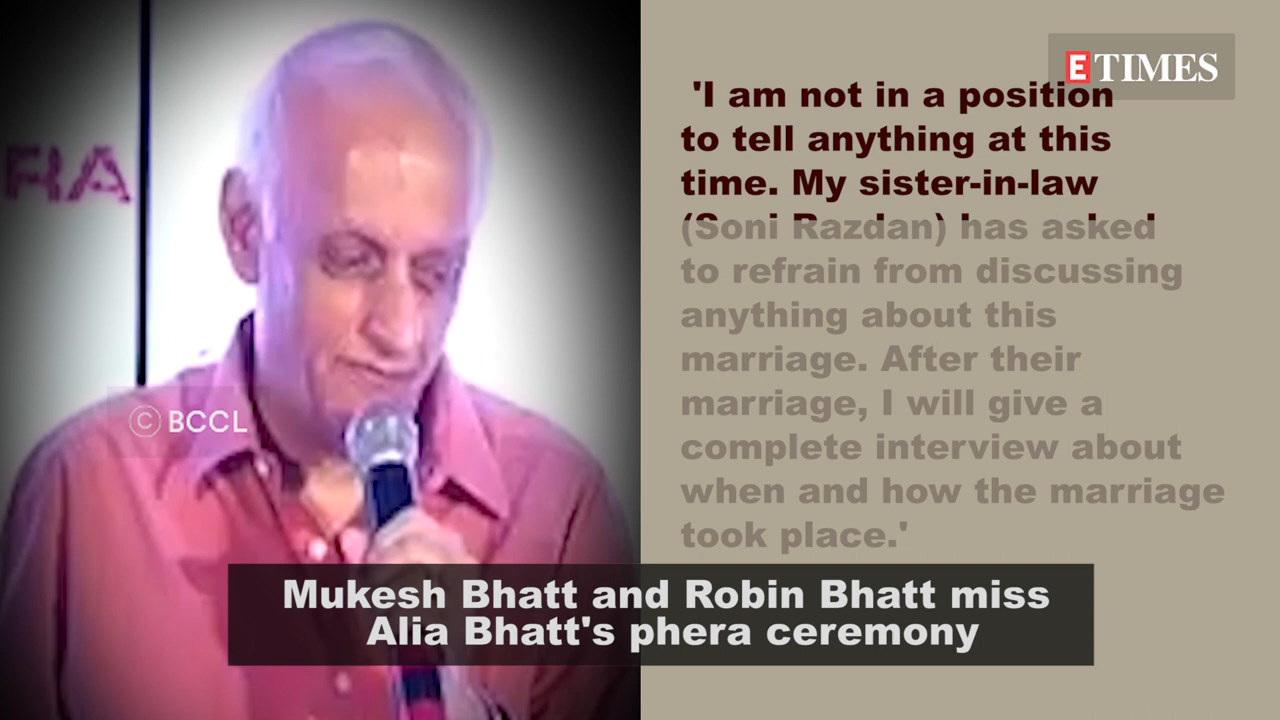 RIA
E TIMES
'I am not in a position
to tell anything at this
time. My sister-in-law
(Soni Razdan) has asked
to refrain from discussing
anything about this
marriage. After their
marriage, I will give a
complete interview about
when and how the marriage
took place.'
© BCCL
Mukesh Bhatt and Robin Bhatt miss
Alia Bhatt's phera ceremony